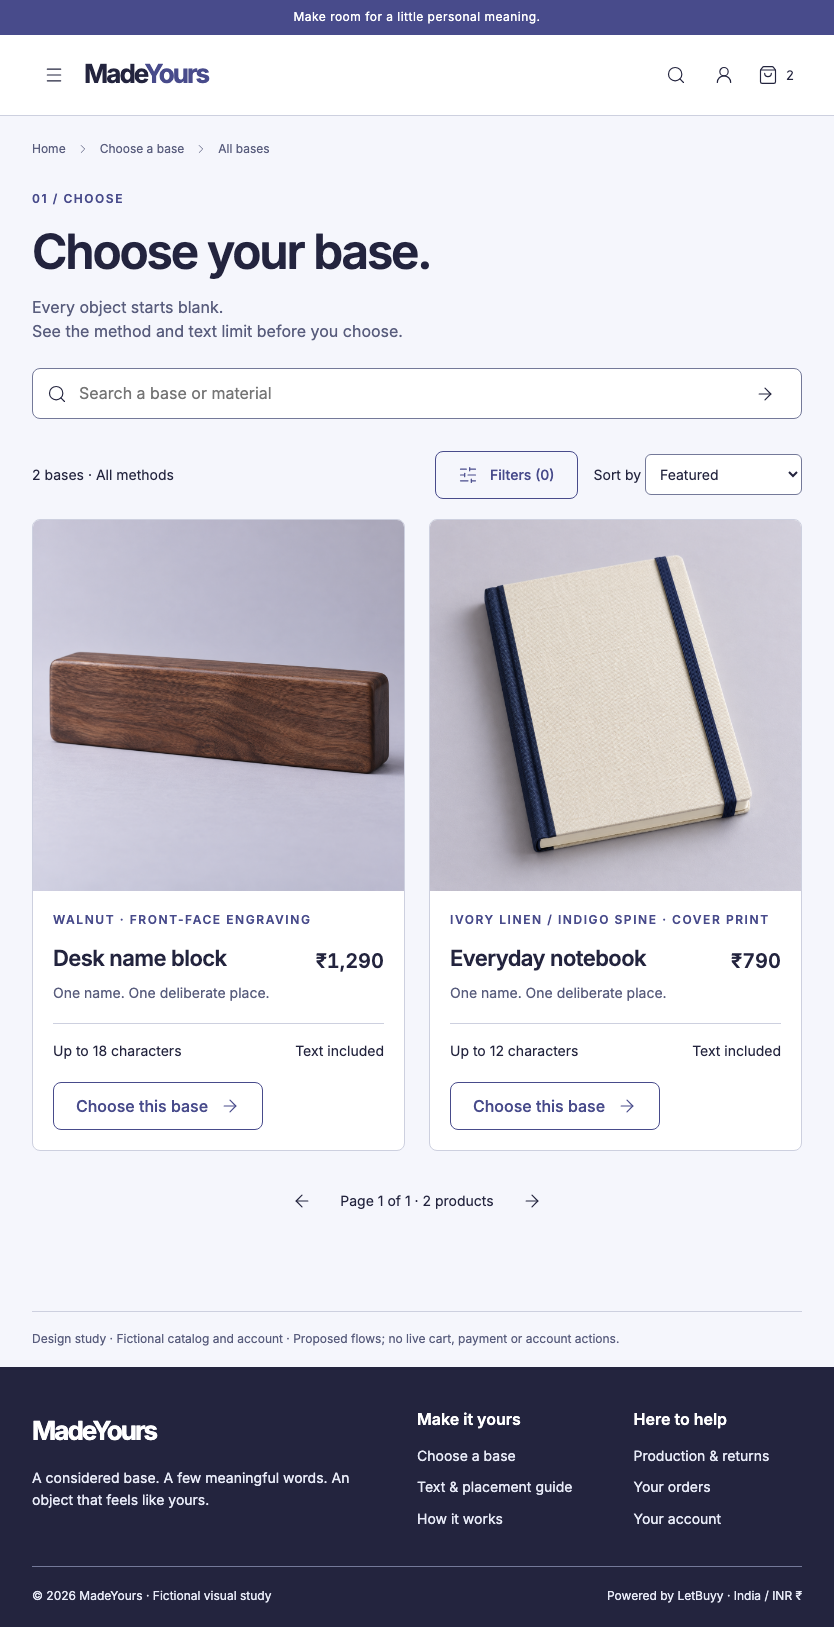 Make room for a little personal meaning.
MadeYours
2
Home
Choose a base
All bases
01 / CHOOSE
Choose your base.
Every object starts blank.
See the method and text limit before you choose.
Search a base or material
2 bases · All methods
Filters (0)
Sort by
Featured
WALNUT · FRONT-FACE ENGRAVING
Desk name block
₹1,290
One name. One deliberate place.
Up to 18 characters
Text included
Choose this base
IVORY LINEN / INDIGO SPINE · COVER PRINT
Everyday notebook
₹790
One name. One deliberate place.
Up to 12 characters
Text included
Choose this base
Page 1 of 1 · 2 products
Design study · Fictional catalog and account · Proposed flows; no live cart, payment or account actions.
MadeYours
A considered base. A few meaningful words. An
object that feels like yours.
Make it yours
Choose a base
Text & placement guide
How it works
Here to help
Production & returns
Your orders
Your account
© 2026 MadeYours · Fictional visual study
Powered by LetBuyy · India / INR ₹